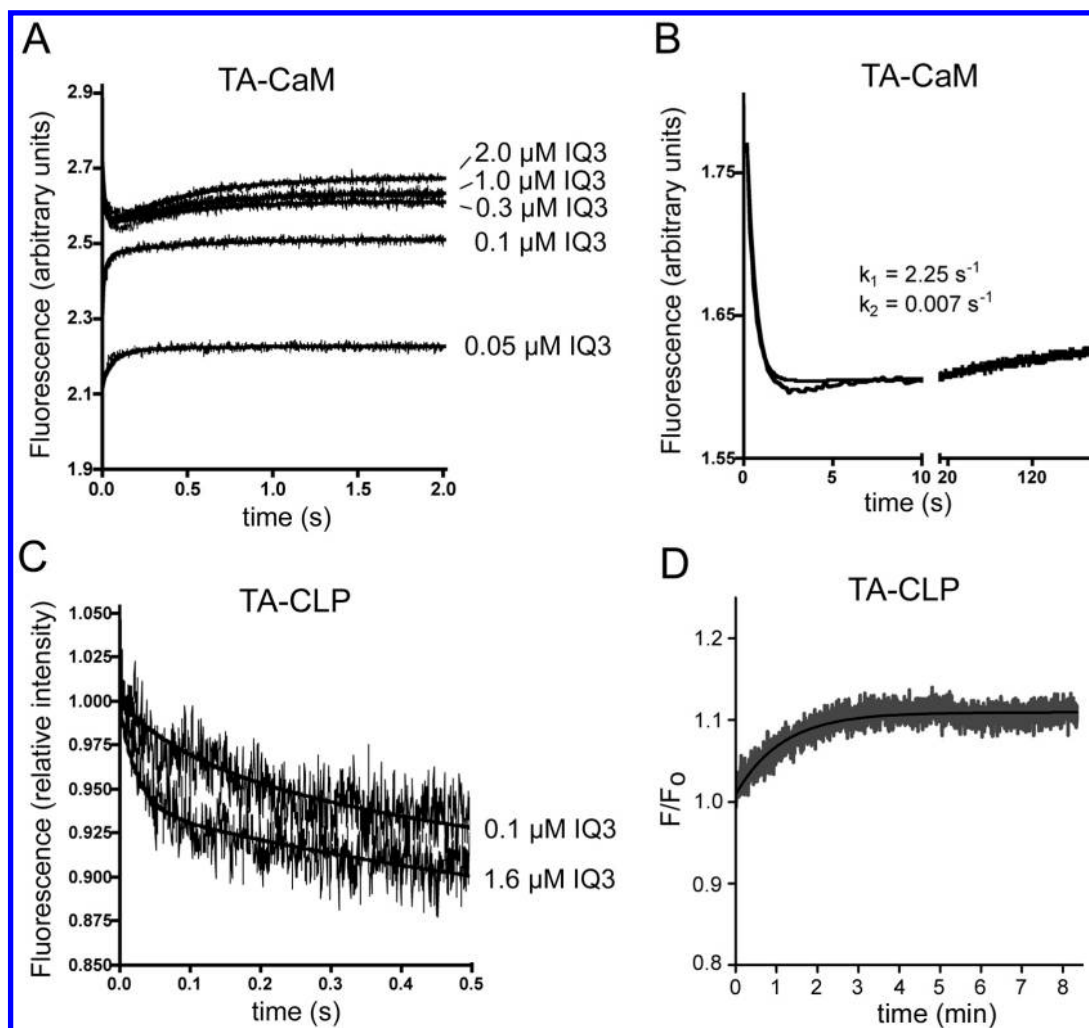 A
TA-CaM
Fluorescence (arbitrary units)
2.9
2.7
2.5
2.3
2.1
1.9
2.0 µM IQ3
1.0 µM IQ3
0.3 µM IQ3
0.1 µM IQ3
0.05 µM IQ3
0.0 0.5 1.0 1.5 2.0
time (s)
B
TA-CaM
Fluorescence (arbitrary units)
1.75
1.65
1.55
k1 = 2.25 s-1
k2 = 0.007 s-1
0 5 10 20 120
time (s)
C
TA-CLP
Fluorescence (relative intensity)
1.050
1.025
1.000
0.975
0.950
0.925
0.900
0.875
0.850
0.1 µM IQ3
1.6 µM IQ3
0.0 0.1 0.2 0.3 0.4 0.5
time (s)
D
TA-CLP
F/Fo
1.2
1.1
1.0
0.9
0.8
0 1 2 3 4 5 6 7 8
time (min)